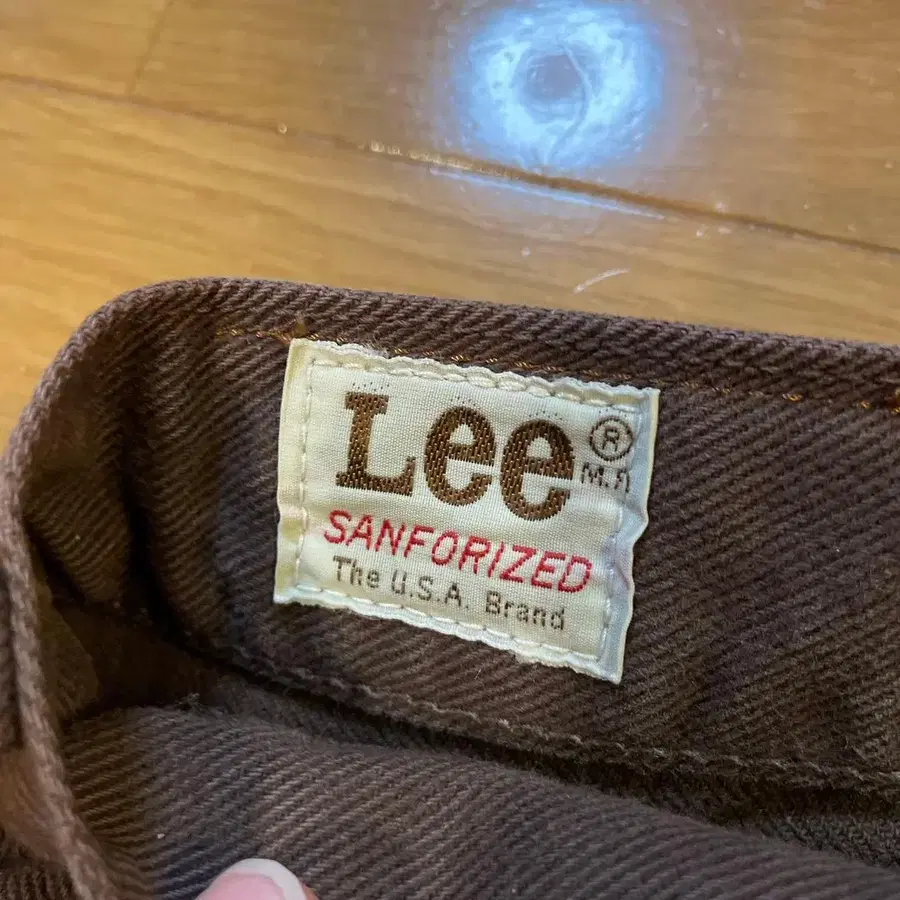 Lee ®
M.R.
SANFORIZED
The U.S.A. Brand